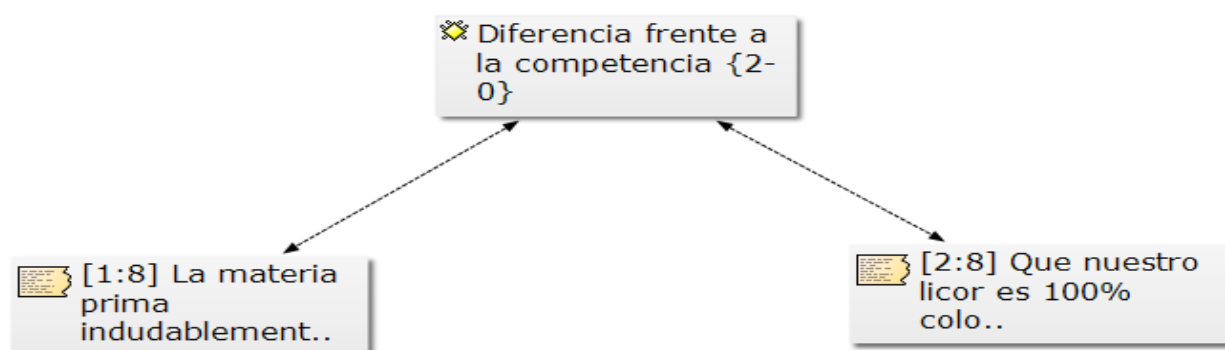 Diferencia frente a
la competencia {2-
0}
[1:8] La materia
prima
indudablement..
[2:8] Que nuestro
licor es 100%
colo..